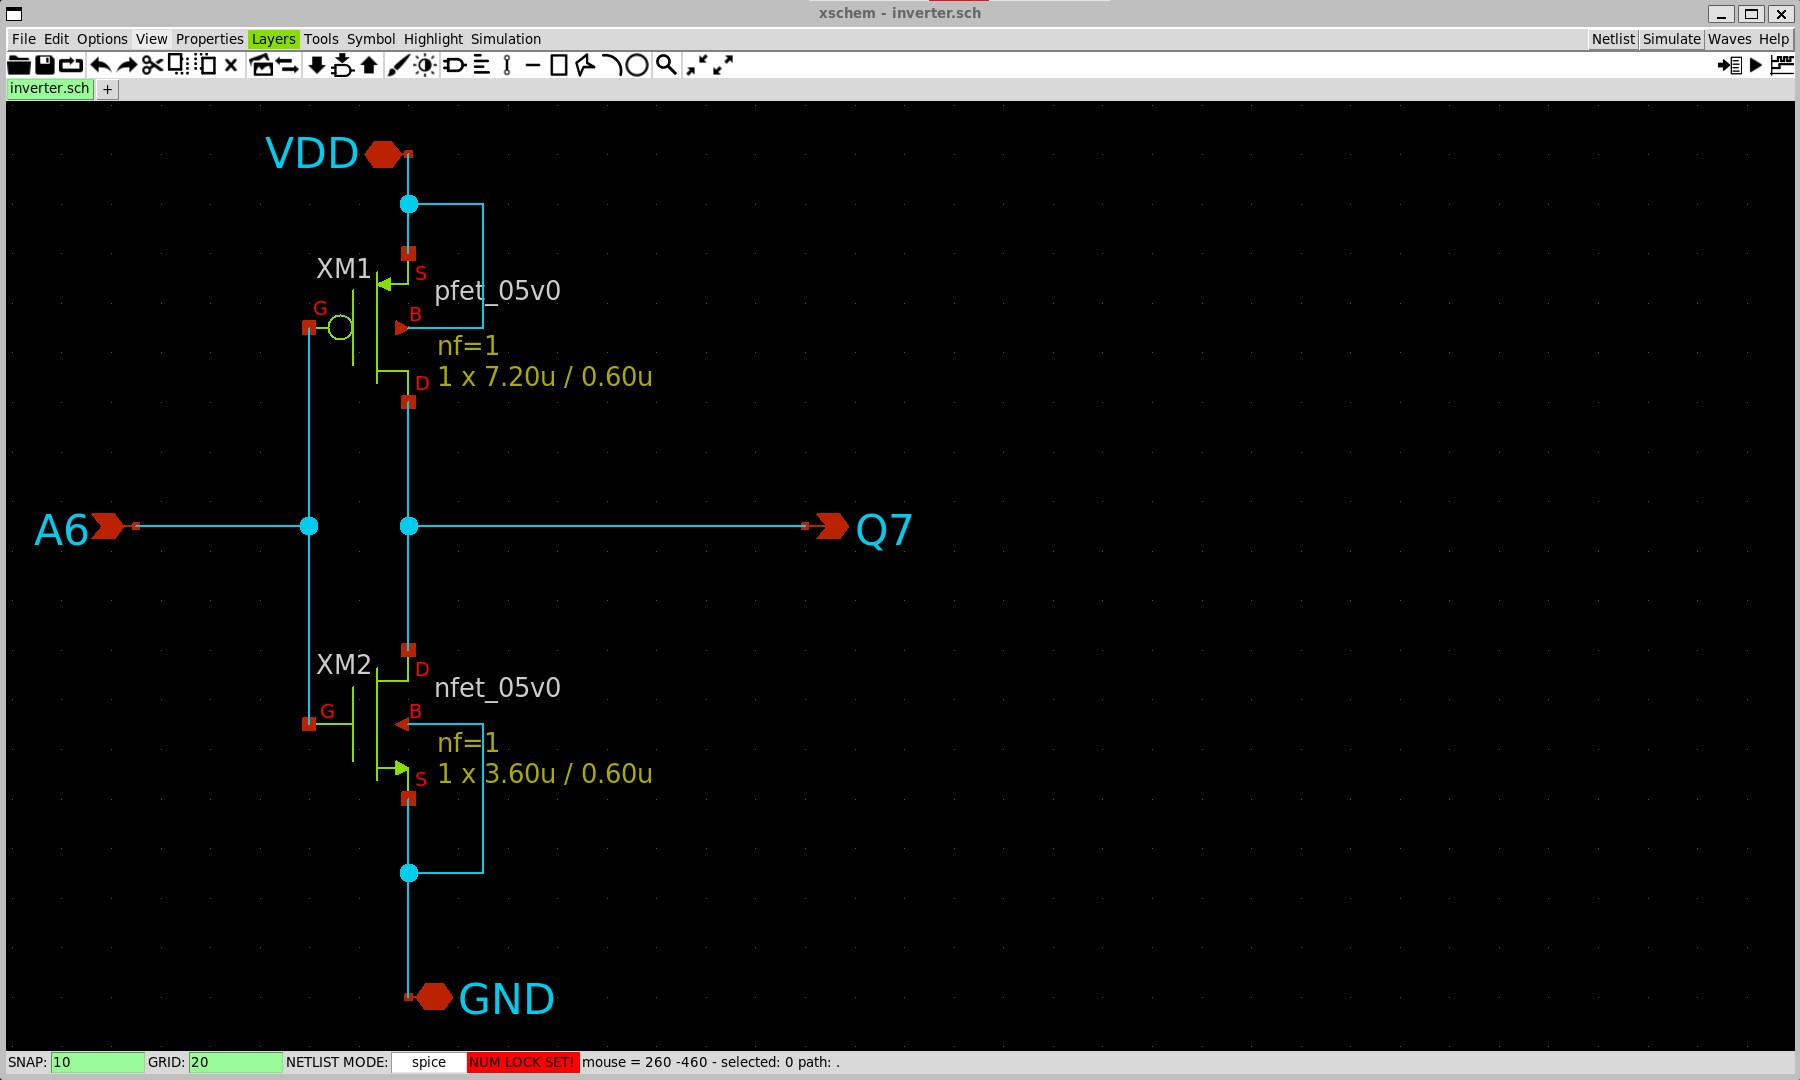 xschem - inverter.sch
File Edit Options View Properties Layers Tools Symbol Highlight Simulation Netlist Simulate Waves Help
inverter.sch +
VDD
XM1
S
pfet_05v0
G
B
nf=1
D
1 x 7.20u / 0.60u
A6
Q7
XM2
D
nfet_05v0
G
B
nf=1
S
1 x 3.60u / 0.60u
GND
SNAP: 10 GRID: 20 NETLIST MODE: spice NUM LOCK SET! mouse = 260 -460 - selected: 0 path: .